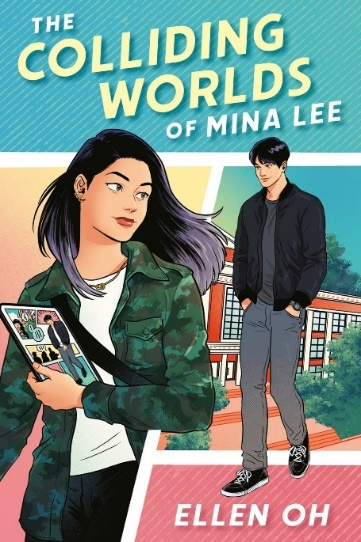 THE
COLLIDING
WORLDS
OF MINA LEE
ELLEN OH